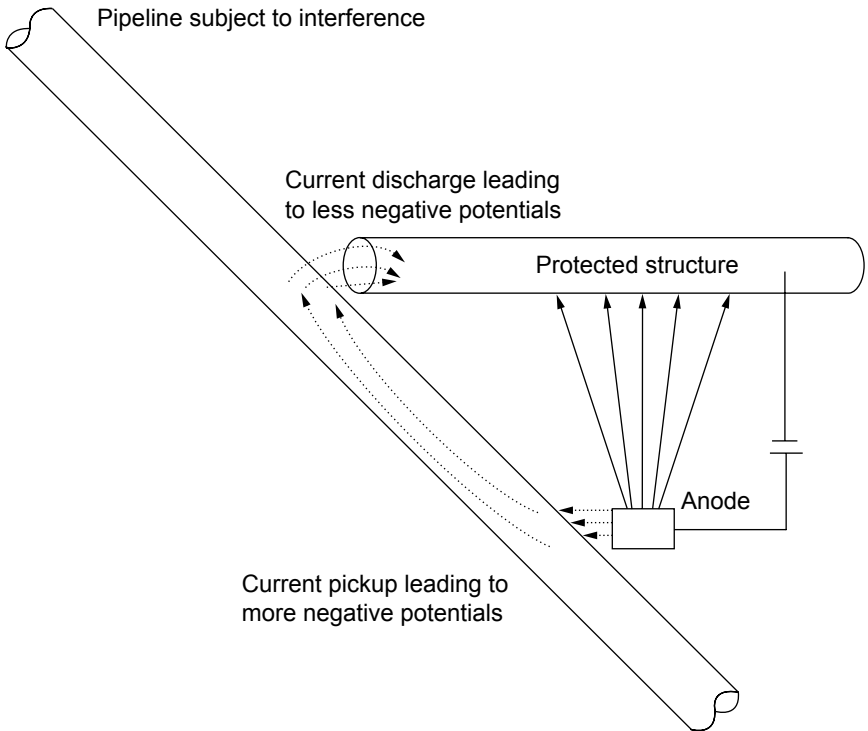 Pipeline subject to interference
Current discharge leading
to less negative potentials
Protected structure
Anode
Current pickup leading to
more negative potentials